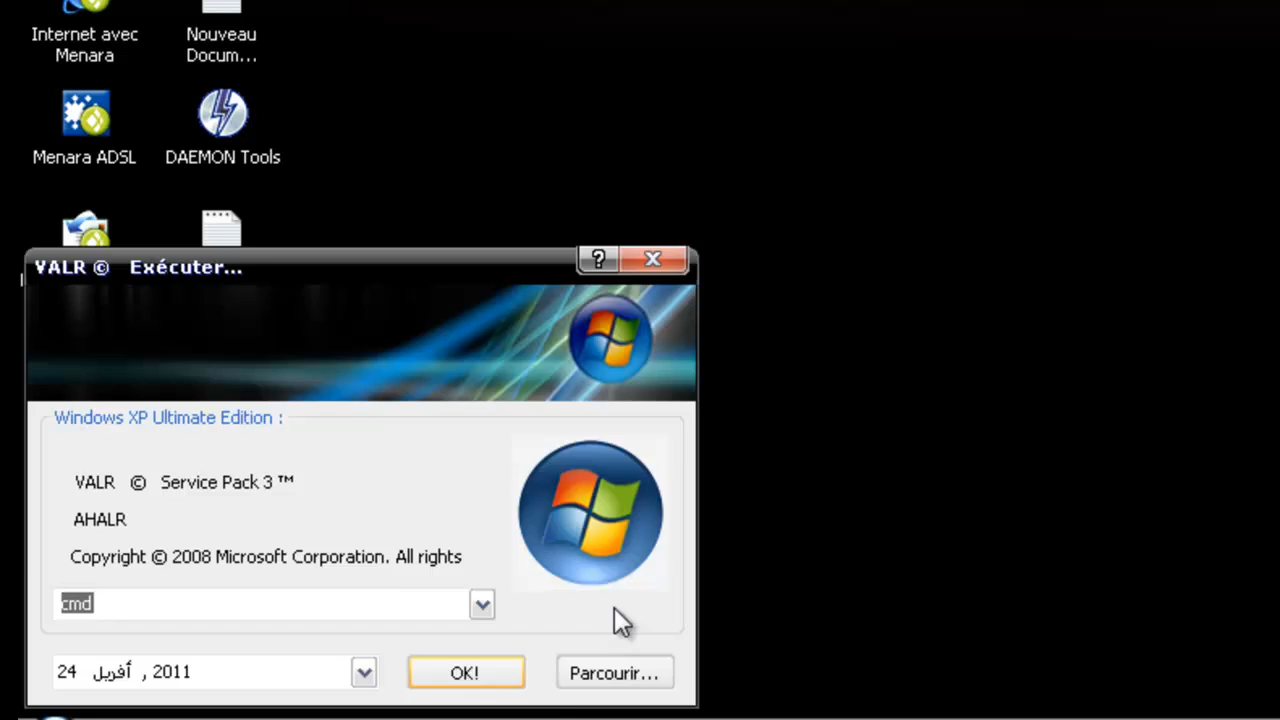 Internet avec
Menara
Nouveau
Docum...
Menara ADSL
DAEMON Tools
VALR © Exécuter...
?
X
Windows XP Ultimate Edition :
VALR © Service Pack 3 ™
AHALR
Copyright © 2008 Microsoft Corporation. All rights
cmd
24 أفريل , 2011
OK!
Parcourir...